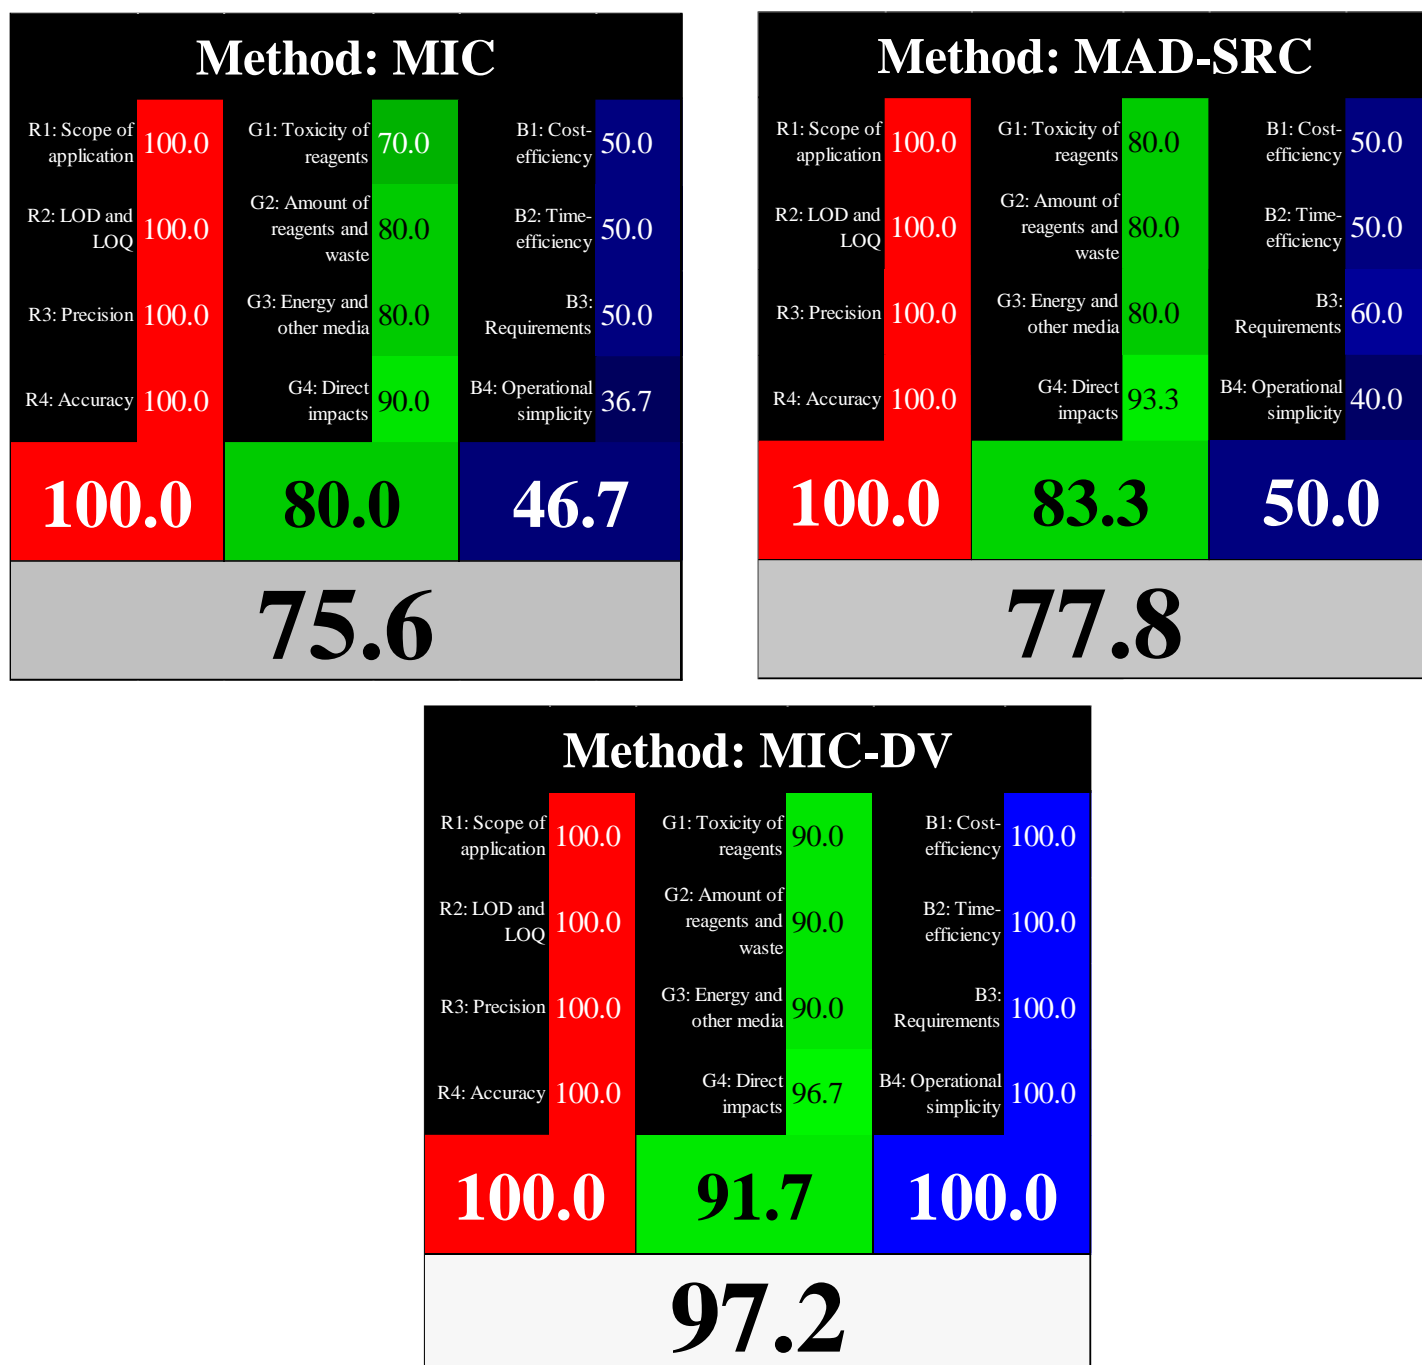 Method: MIC
R1: Scope of
application
100.0
G1: Toxicity of
reagents
70.0
B1: Cost-
efficiency
50.0
R2: LOD and
LOQ
100.0
G2: Amount of
reagents and
waste
80.0
B2: Time-
efficiency
50.0
R3: Precision
100.0
G3: Energy and
other media
80.0
B3:
Requirements
50.0
R4: Accuracy
100.0
G4: Direct
impacts
90.0
B4: Operational
simplicity
36.7
100.0
80.0
46.7
75.6
Method: MAD-SRC
R1: Scope of
application
100.0
G1: Toxicity of
reagents
80.0
B1: Cost-
efficiency
50.0
R2: LOD and
LOQ
100.0
G2: Amount of
reagents and
waste
80.0
B2: Time-
efficiency
50.0
R3: Precision
100.0
G3: Energy and
other media
80.0
B3:
Requirements
60.0
R4: Accuracy
100.0
G4: Direct
impacts
93.3
B4: Operational
simplicity
40.0
100.0
83.3
50.0
77.8
Method: MIC-DV
R1: Scope of
application
100.0
G1: Toxicity of
reagents
90.0
B1: Cost-
efficiency
100.0
R2: LOD and
LOQ
100.0
G2: Amount of
reagents and
waste
90.0
B2: Time-
efficiency
100.0
R3: Precision
100.0
G3: Energy and
other media
90.0
B3:
Requirements
100.0
R4: Accuracy
100.0
G4: Direct
impacts
96.7
B4: Operational
simplicity
100.0
100.0
91.7
100.0
97.2